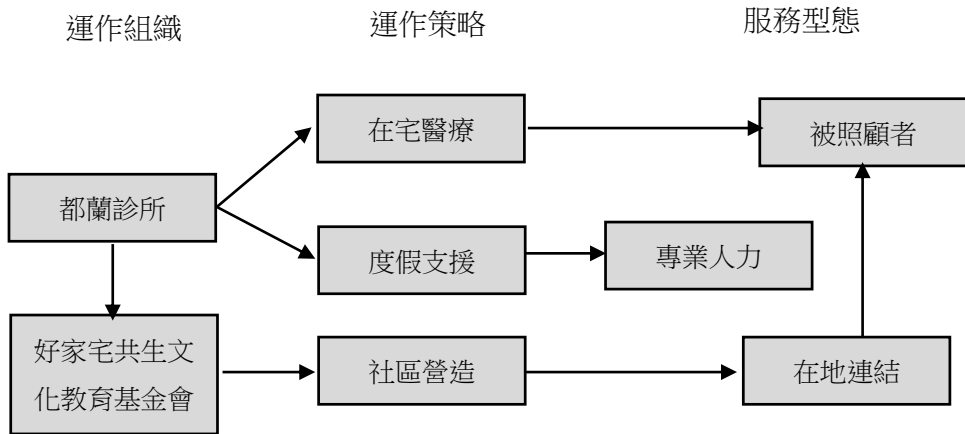 運作組織
運作策略
服務型態
在宅醫療
被照顧者
都蘭診所
度假支援
專業人力
好家宅共生文
化教育基金會
社區營造
在地連結